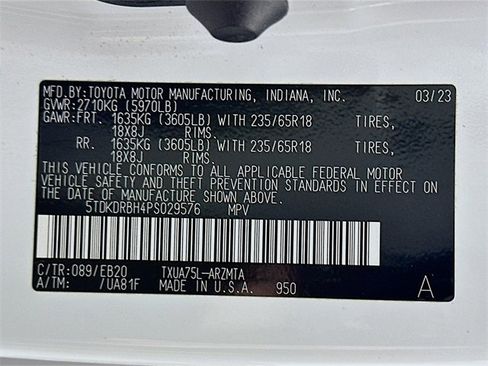 MFD.BY:TOYOTA MOTOR MANUFACTURING, INDIANA, INC. 03/23
GVWR:2710KG (5970LB)
GAWR:FRT. 1635KG (3605LB) WITH 235/65R18 TIRES,
18X8J RIMS.
RR. 1635KG (3605LB) WITH 235/65R18 TIRES,
18X8J RIMS.
THIS VEHICLE CONFORMS TO ALL APPLICABLE FEDERAL MOTOR
VEHICLE SAFETY AND THEFT PREVENTION STANDARDS IN EFFECT ON
THE DATE OF MANUFACTURE SHOWN ABOVE.
5TDKDRBH4PS029576 MPV
C/TR:089/EB20 TXUA75L-ARZMTA
A/TM: /UA81F MADE IN U.S.A. 950 A